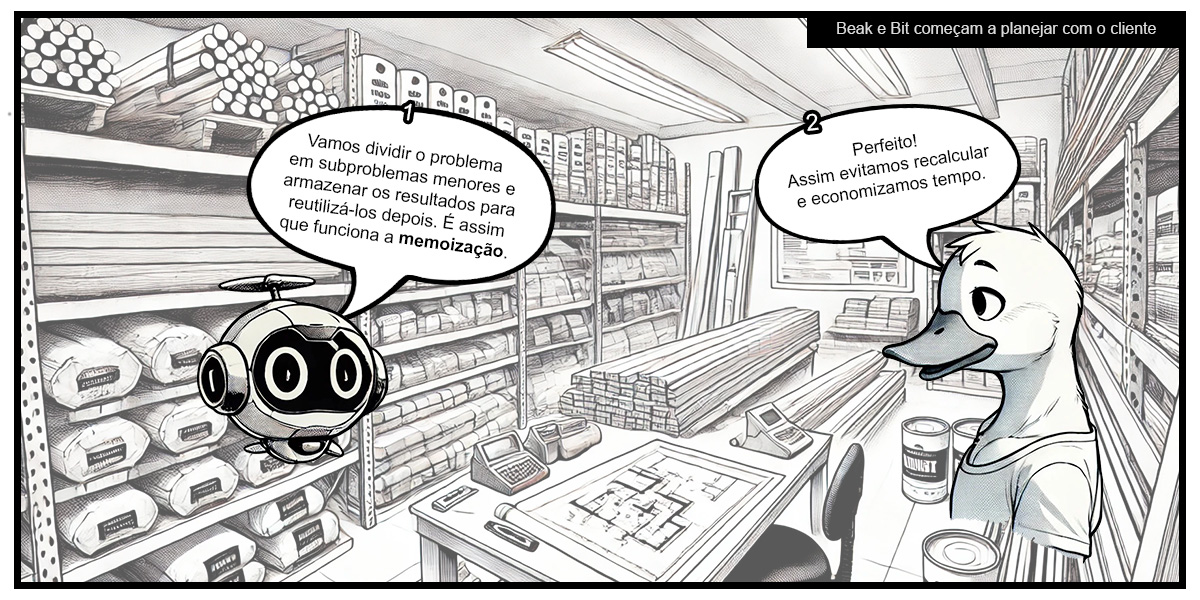 Beak e Bit começam a planejar com o cliente
1
Vamos dividir o problema
em subproblemas menores e
armazenar os resultados para
reutilizá-los depois. É assim
que funciona a memoização.
2
Perfeito!
Assim evitamos recalcular
e economizamos tempo.